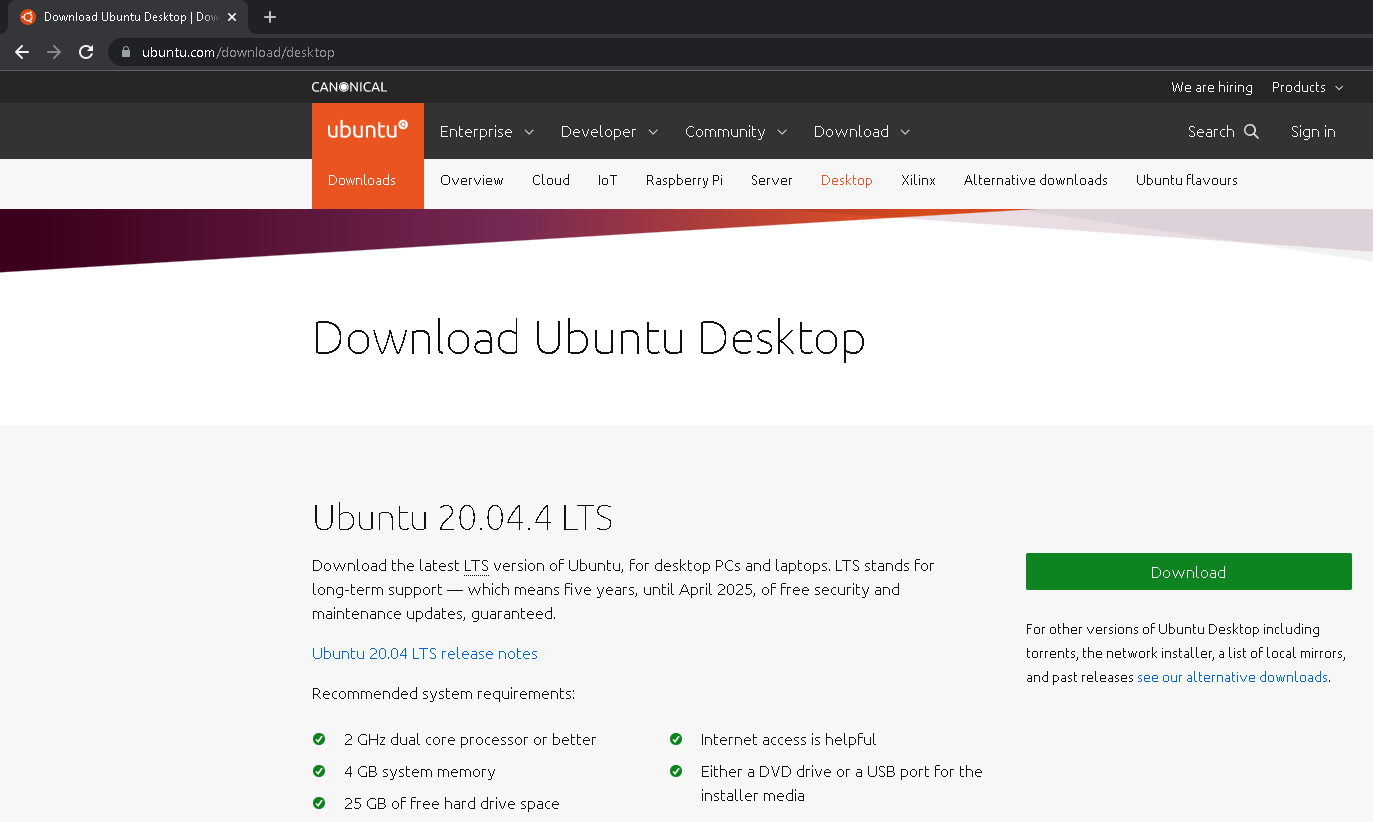 Download Ubuntu Desktop | Dow
ubuntu.com/download/desktop
CANONICAL
We are hiring Products
ubuntu
Enterprise Developer Community Download Search Sign in
Downloads Overview Cloud IoT Raspberry Pi Server Desktop Xilinx Alternative downloads Ubuntu flavours
Download Ubuntu Desktop
Ubuntu 20.04.4 LTS
Download the latest LTS version of Ubuntu, for desktop PCs and laptops. LTS stands for
long-term support — which means five years, until April 2025, of free security and
maintenance updates, guaranteed.
Ubuntu 20.04 LTS release notes
Recommended system requirements:
2 GHz dual core processor or better
4 GB system memory
25 GB of free hard drive space
Internet access is helpful
Either a DVD drive or a USB port for the
installer media
Download
For other versions of Ubuntu Desktop including
torrents, the network installer, a list of local mirrors,
and past releases see our alternative downloads.